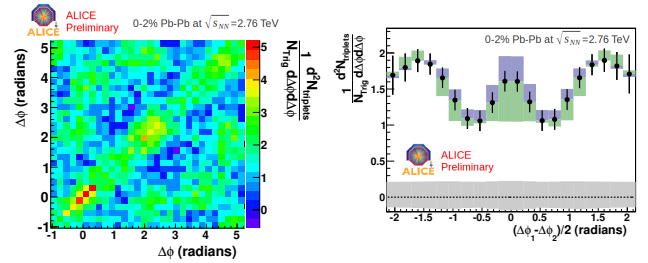 ALICE
Preliminary
0-2% Pb-Pb at √s_NN=2.76 TeV
ALICE
Δϕ (radians)
5
4
3
2
1
0
-1
-1 0 1 2 3 4 5
Δϕ (radians)
5
4
3
2
1
0
1 d²N_triplets
N_Trig dΔϕdΔϕ
0-2% Pb-Pb at √s_NN=2.76 TeV
1 d²N_triplets
N_Trig dΔϕdΔϕ
2
1.5
1
0.5
0
ALICE
Preliminary
ALICE
-2 -1.5 -1 -0.5 0 0.5 1 1.5 2
(Δϕ₁-Δϕ₂)/2 (radians)